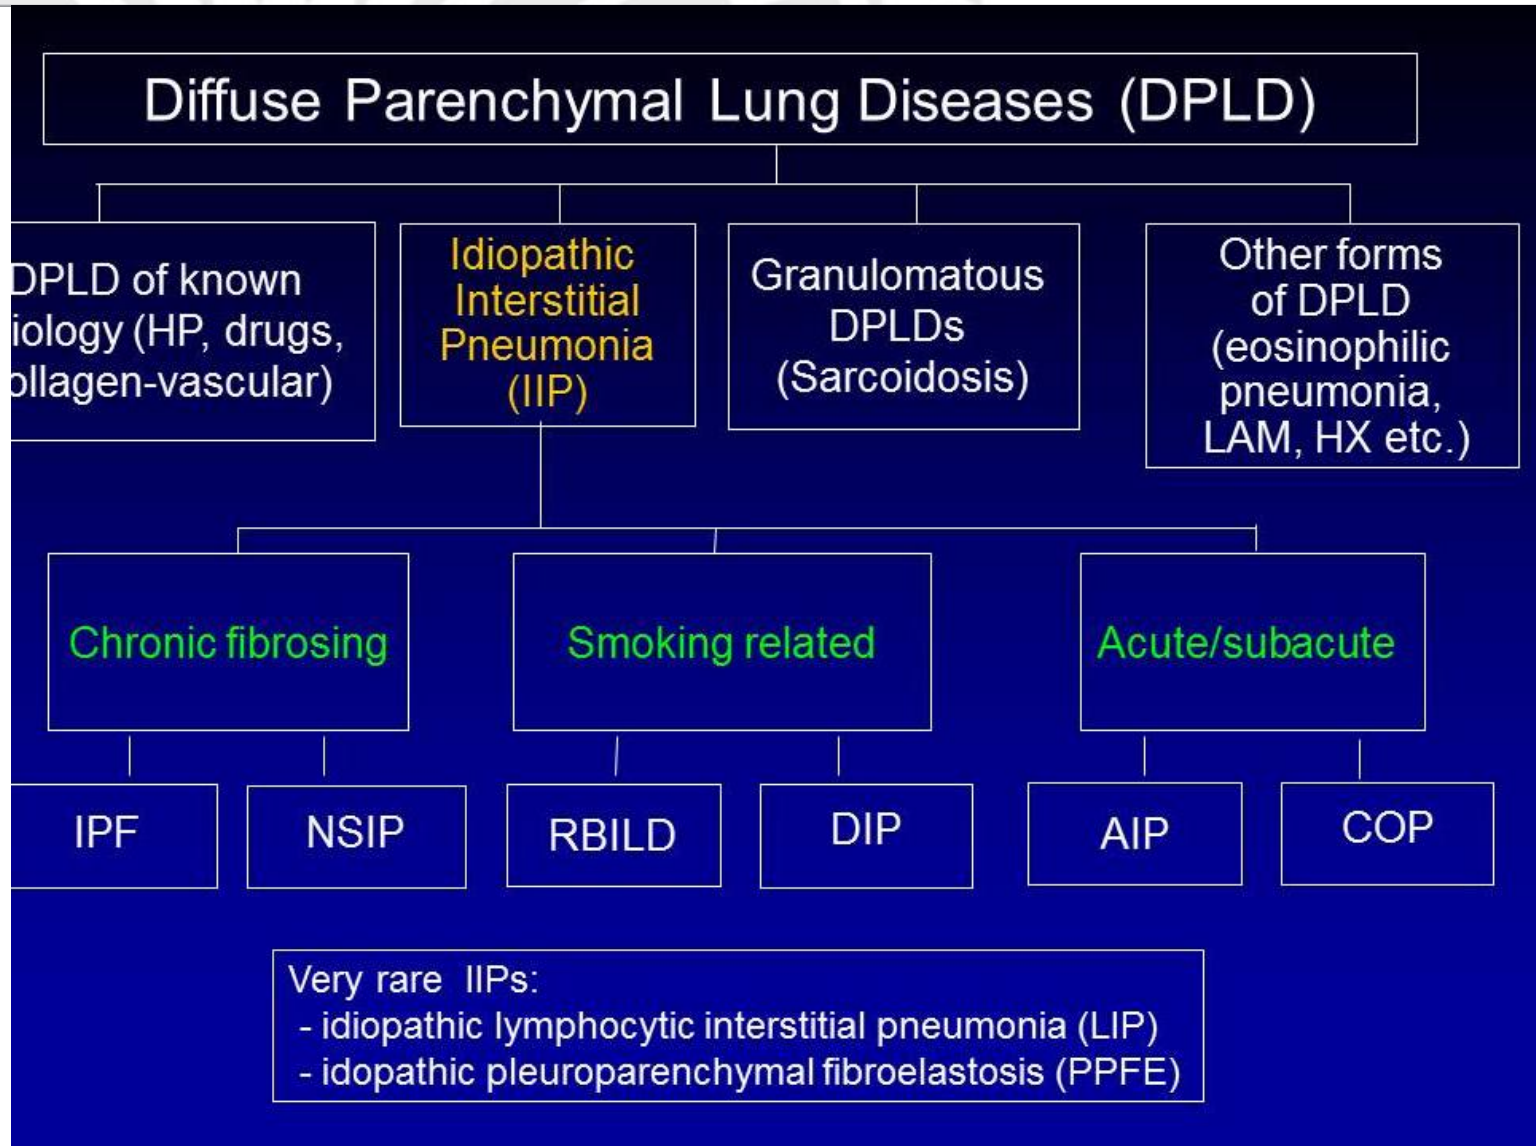 Diffuse Parenchymal Lung Diseases (DPLD)
DPLD of known
iology (HP, drugs,
ollagen-vascular)
Idiopathic
Interstitial
Pneumonia
(IIP)
Granulomatous
DPLDs
(Sarcoidosis)
Other forms
of DPLD
(eosinophilic
pneumonia,
LAM, HX etc.)
Chronic fibrosing
Smoking related
Acute/subacute
IPF
NSIP
RBILD
DIP
AIP
COP
Very rare IIPs:
- idiopathic lymphocytic interstitial pneumonia (LIP)
- idopathic pleuroparenchymal fibroelastosis (PPFE)